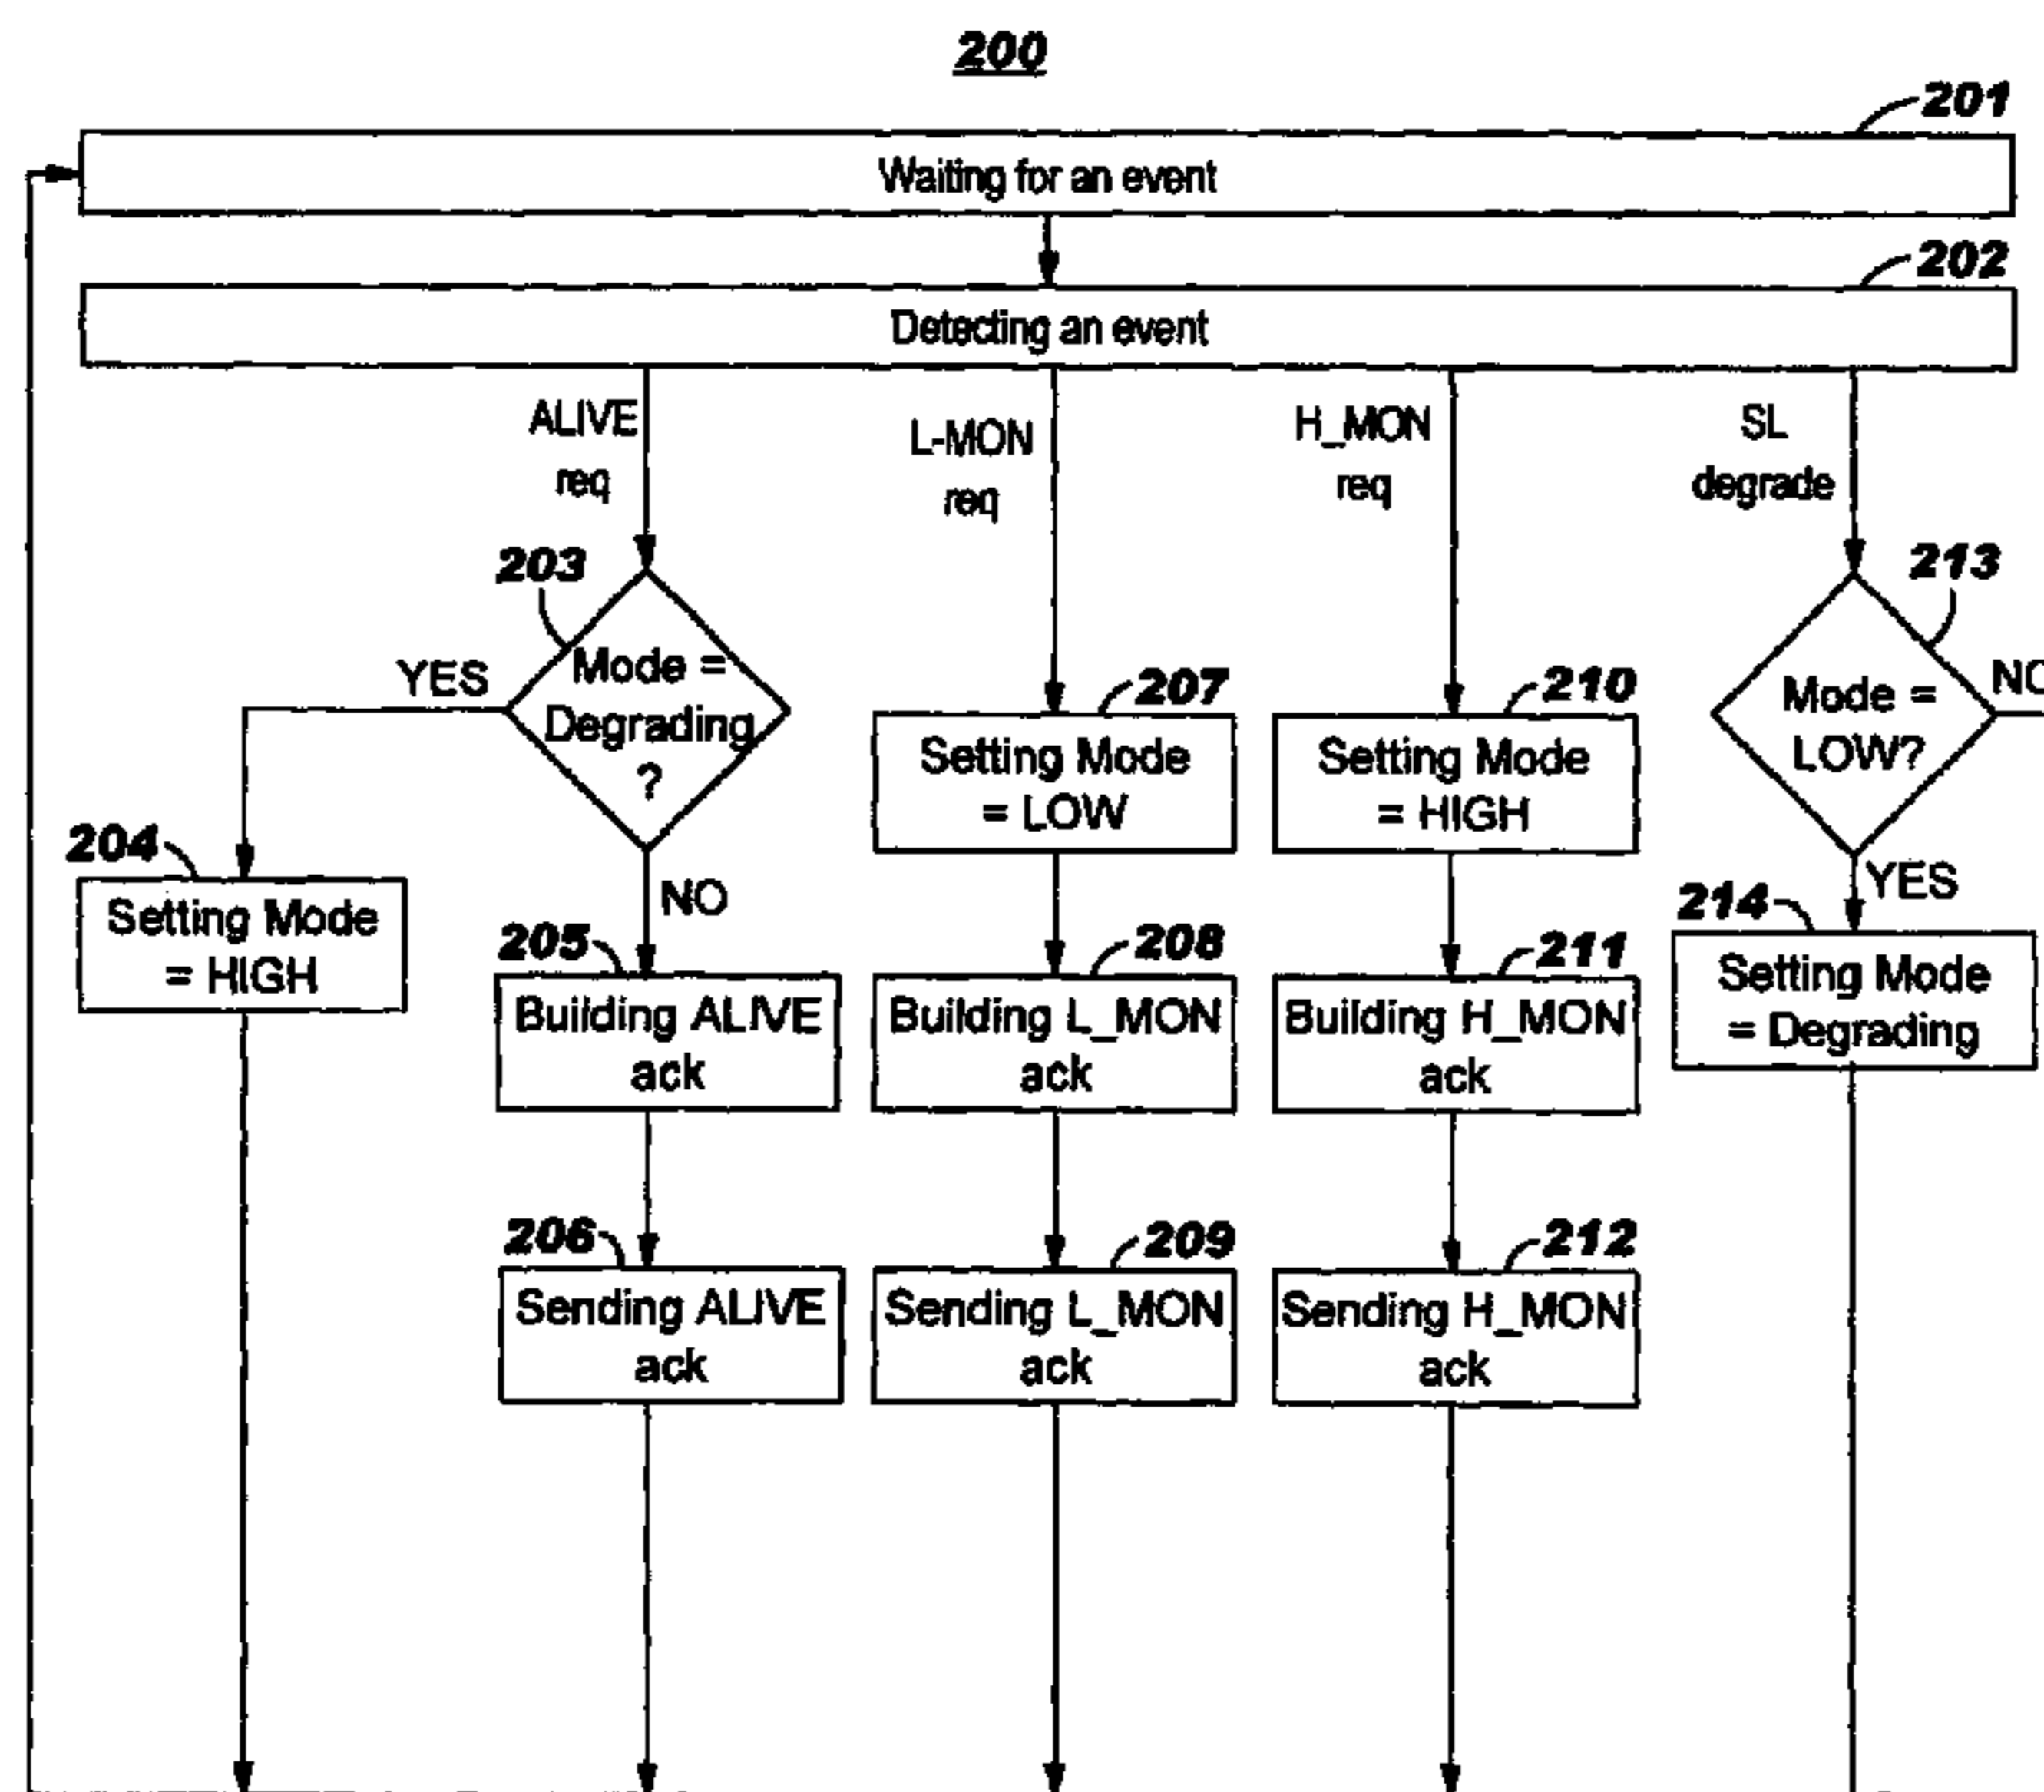 200
201
Waiting for an event
202
Detecting an event
ALIVE
req
L-MON
req
H_MON
req
SL
degrade
203
Mode =
Degrading
?
YES
NO
204
Setting Mode
= HIGH
205
Building ALIVE
ack
206
Sending ALIVE
ack
207
Setting Mode
= LOW
208
Building L_MON
ack
209
Sending L_MON
ack
210
Setting Mode
= HIGH
211
Building H_MON
ack
212
Sending H_MON
ack
213
Mode =
LOW?
NO
YES
214
Setting Mode
= Degrading